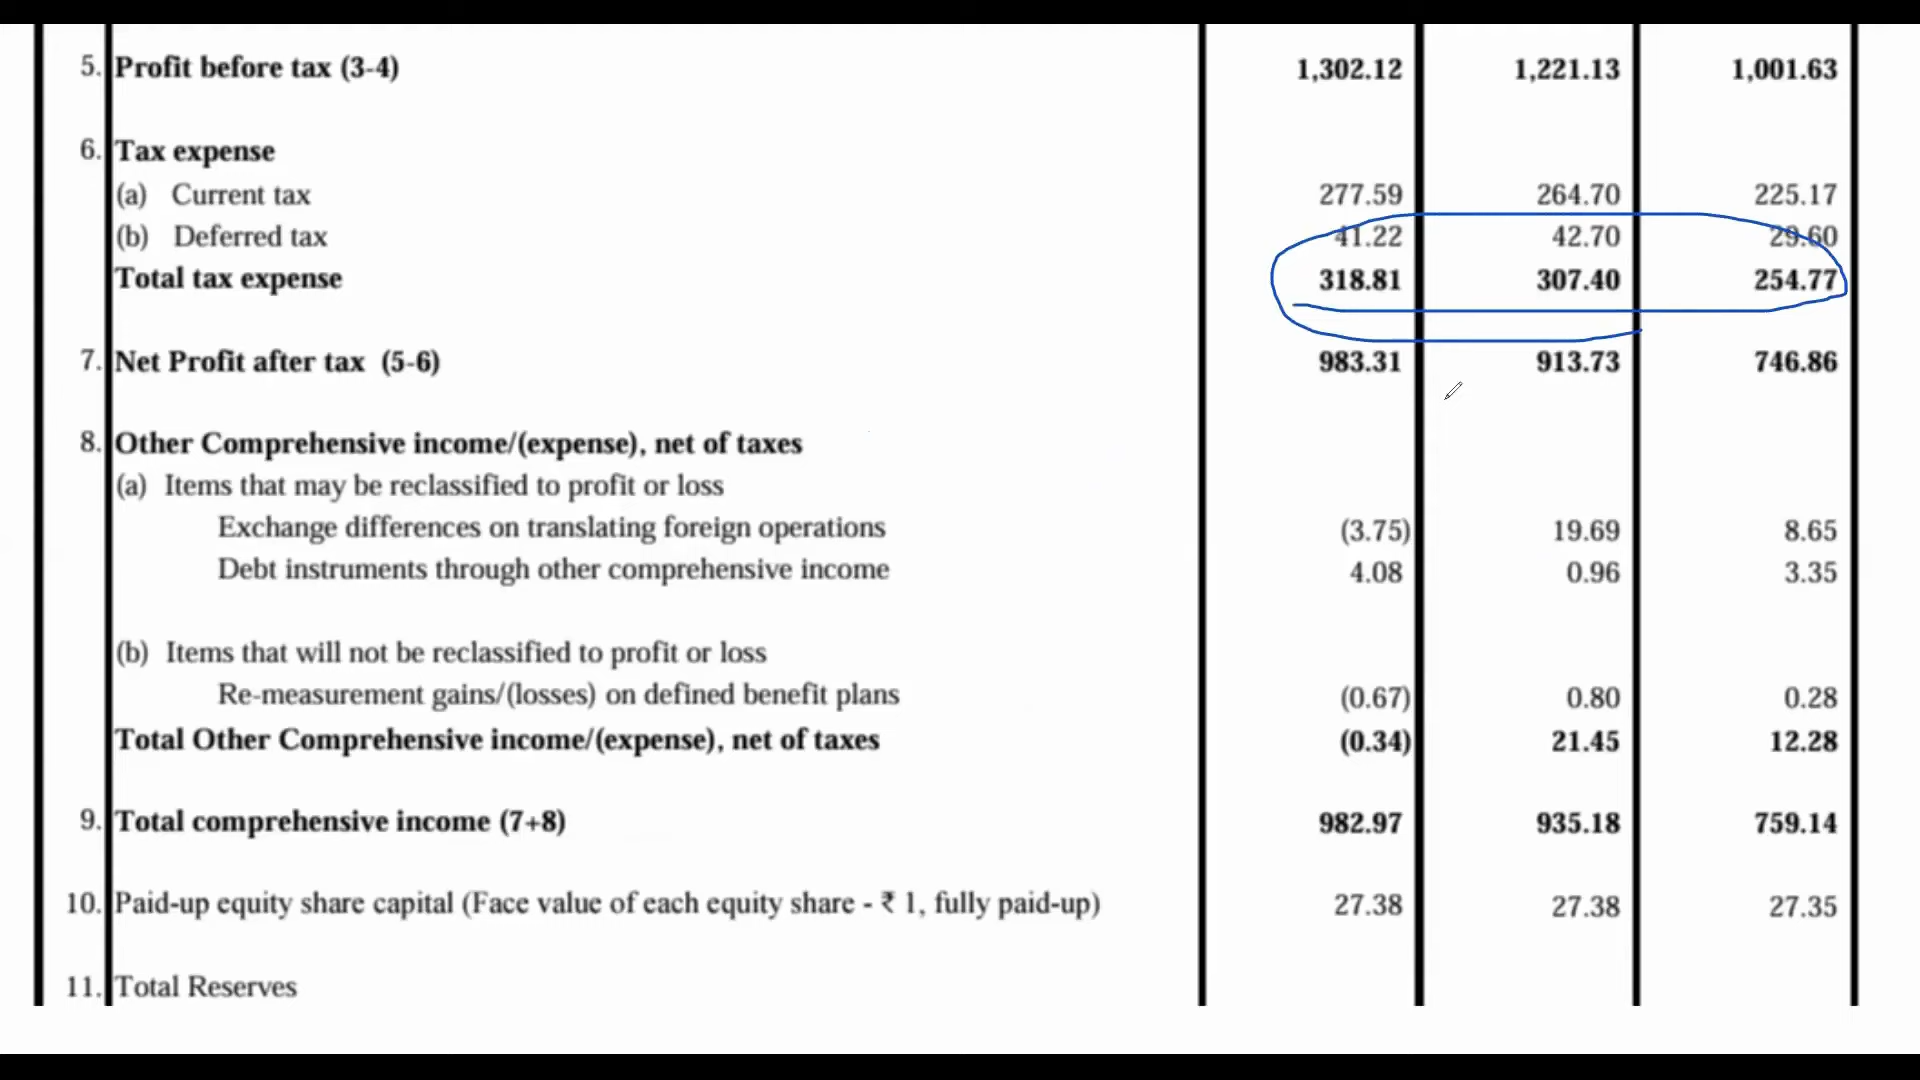 5. Profit before tax (3-4) 1,302.12 1,221.13 1,001.63
6. Tax expense
(a) Current tax 277.59 264.70 225.17
(b) Deferred tax 41.22 42.70 29.60
Total tax expense 318.81 307.40 254.77
7. Net Profit after tax (5-6) 983.31 913.73 746.86
8. Other Comprehensive income/(expense), net of taxes
(a) Items that may be reclassified to profit or loss
Exchange differences on translating foreign operations (3.75) 19.69 8.65
Debt instruments through other comprehensive income 4.08 0.96 3.35
(b) Items that will not be reclassified to profit or loss
Re-measurement gains/(losses) on defined benefit plans (0.67) 0.80 0.28
Total Other Comprehensive income/(expense), net of taxes (0.34) 21.45 12.28
9. Total comprehensive income (7+8) 982.97 935.18 759.14
10. Paid-up equity share capital (Face value of each equity share - ₹ 1, fully paid-up) 27.38 27.38 27.35
11. Total Reserves